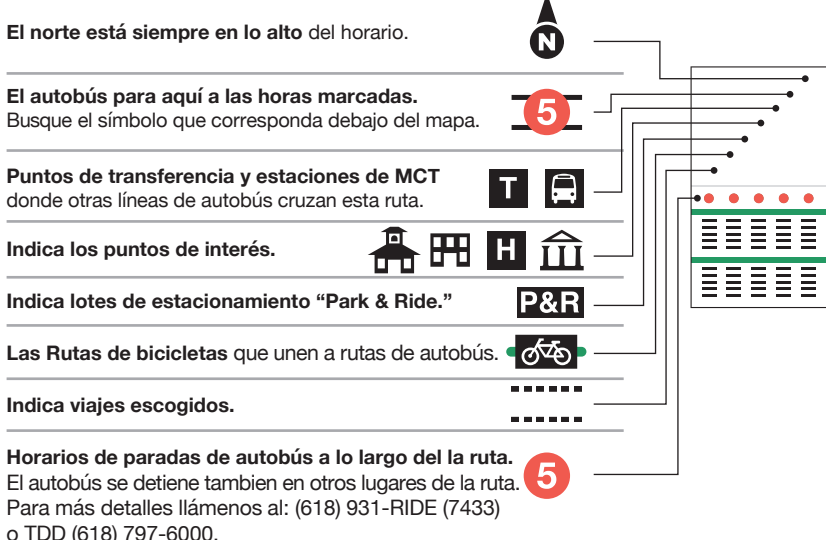 El norte está siempre en lo alto del horario.
N
El autobús para aquí a las horas marcadas.
Busque el símbolo que corresponda debajo del mapa.
5
Puntos de transferencia y estaciones de MCT
donde otras líneas de autobús cruzan esta ruta.
T
Indica los puntos de interés.
H
Indica lotes de estacionamiento “Park & Ride.”
P&R
Las Rutas de bicicletas que unen a rutas de autobús.
Indica viajes escogidos.
Horarios de paradas de autobús a lo largo del la ruta.
El autobús se detiene tambien en otros lugares de la ruta.
5
Para más detalles llámenos al: (618) 931-RIDE (7433)
o TDD (618) 797-6000.